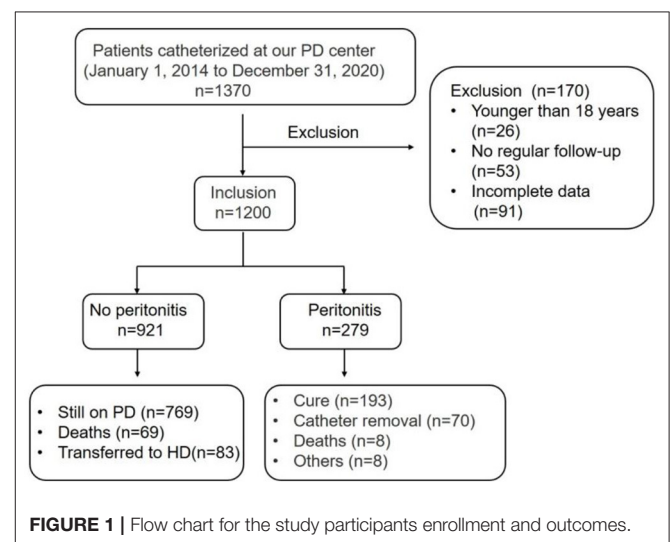 Patients catheterized at our PD center
(January 1, 2014 to December 31, 2020)
n=1370
Exclusion
Exclusion (n=170)
• Younger than 18 years
(n=26)
• No regular follow-up
(n=53)
• Incomplete data
(n=91)
Inclusion
n=1200
No peritonitis
n=921
Peritonitis
n=279
• Still on PD (n=769)
• Deaths (n=69)
• Transferred to HD(n=83)
• Cure (n=193)
• Catheter removal (n=70)
• Deaths (n=8)
• Others (n=8)
FIGURE 1 | Flow chart for the study participants enrollment and outcomes.